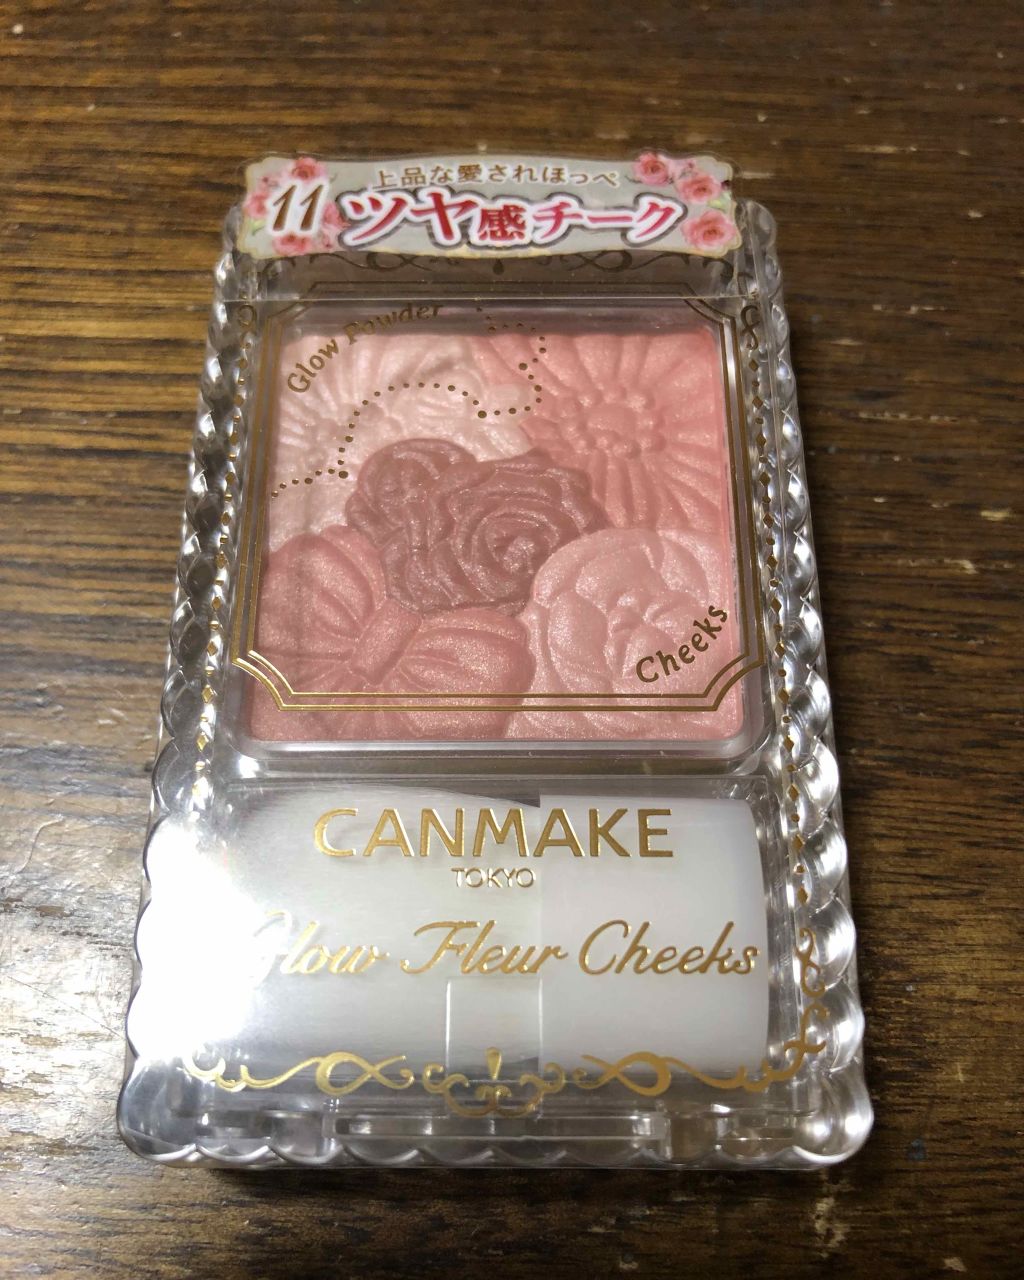 上品な愛されほっぺ
11
ツヤ感チーク
Glow Powder
Cheeks
CANMAKE
TOKYO
Glow Fleur Cheeks